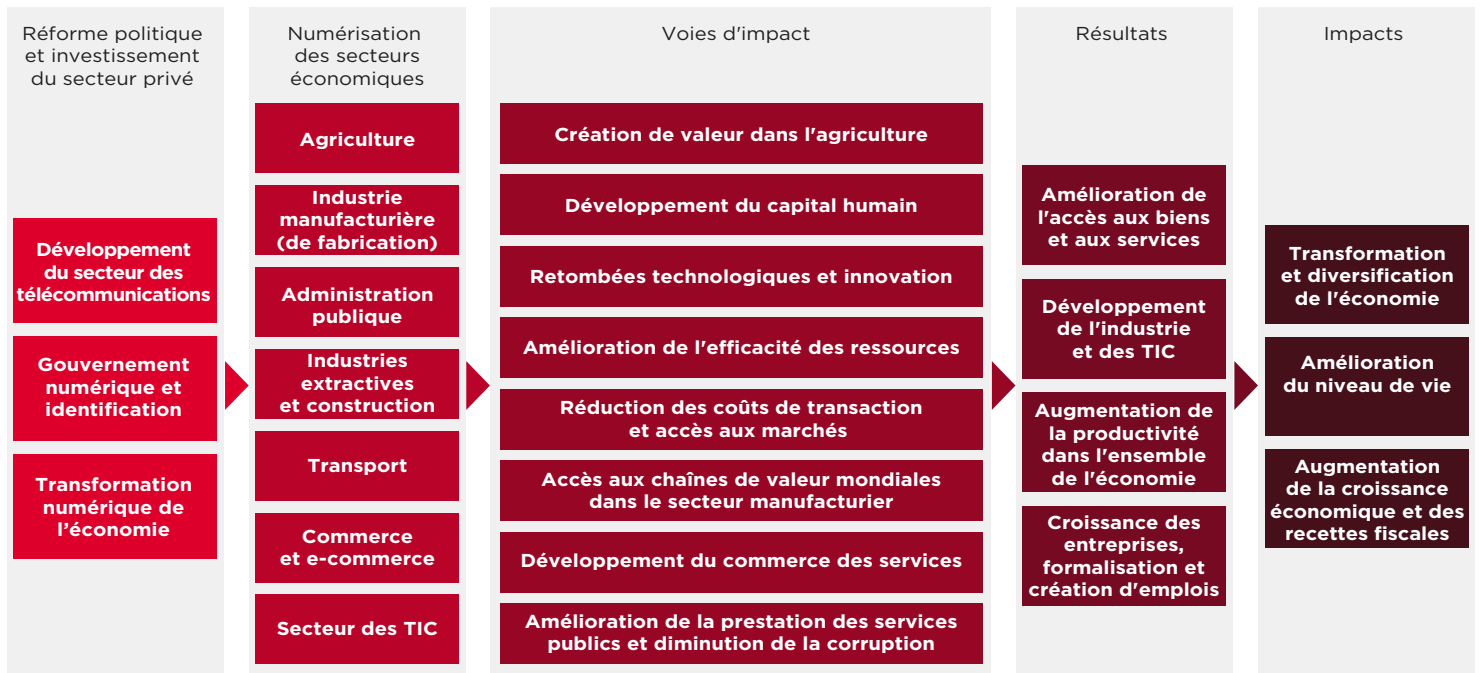 Réforme politique
et investissement
du secteur privé
Développement
du secteur des
télécommunications
Gouvernement
numérique et
identification
Transformation
numérique de
l’économie
Numérisation
des secteurs
économiques
Agriculture
Industrie
manufacturière
(de fabrication)
Administration
publique
Industries
extractives
et construction
Transport
Commerce
et e-commerce
Secteur des TIC
Voies d'impact
Création de valeur dans l'agriculture
Développement du capital humain
Retombées technologiques et innovation
Amélioration de l'efficacité des ressources
Réduction des coûts de transaction
et accès aux marchés
Accès aux chaînes de valeur mondiales
dans le secteur manufacturier
Développement du commerce des services
Amélioration de la prestation des services
publics et diminution de la corruption
Résultats
Amélioration de
l'accès aux biens
et aux services
Développement
de l'industrie
et des TIC
Augmentation de
la productivité
dans l'ensemble
de l'économie
Croissance des
entreprises,
formalisation et
création d'emplois
Impacts
Transformation
et diversification
de l'économie
Amélioration
du niveau de vie
Augmentation
de la croissance
économique et des
recettes fiscales